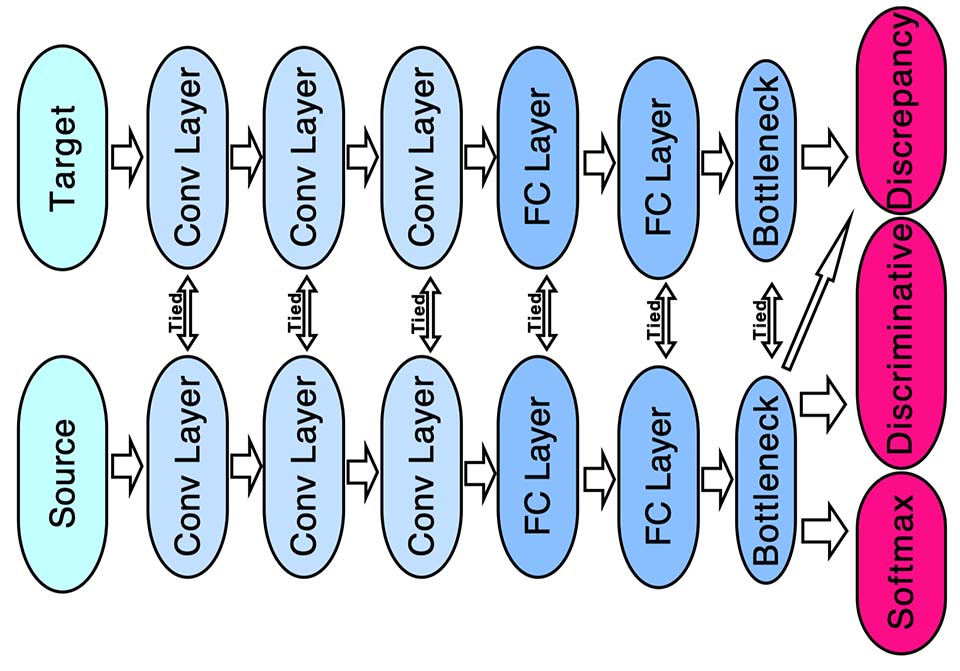 Target
Conv Layer
Conv Layer
Conv Layer
FC Layer
FC Layer
Bottleneck
Discrepancy
Tied
Tied
Tied
Tied
Tied
Tied
Discriminative
Source
Conv Layer
Conv Layer
Conv Layer
FC Layer
FC Layer
Bottleneck
Softmax